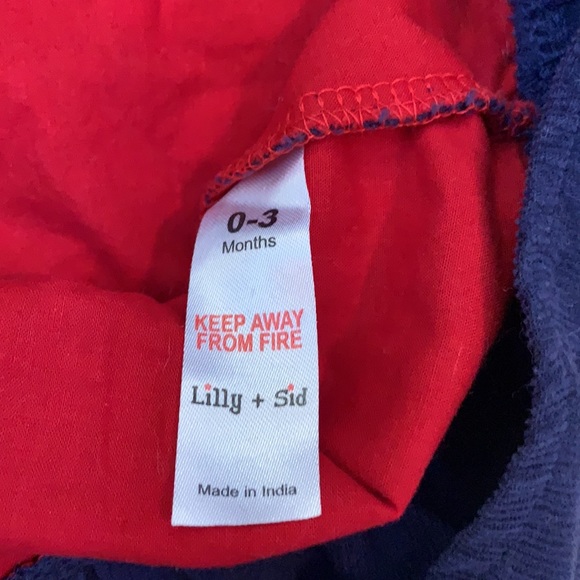 0-3
Months
KEEP AWAY
FROM FIRE
Lilly + Sid
Made in India